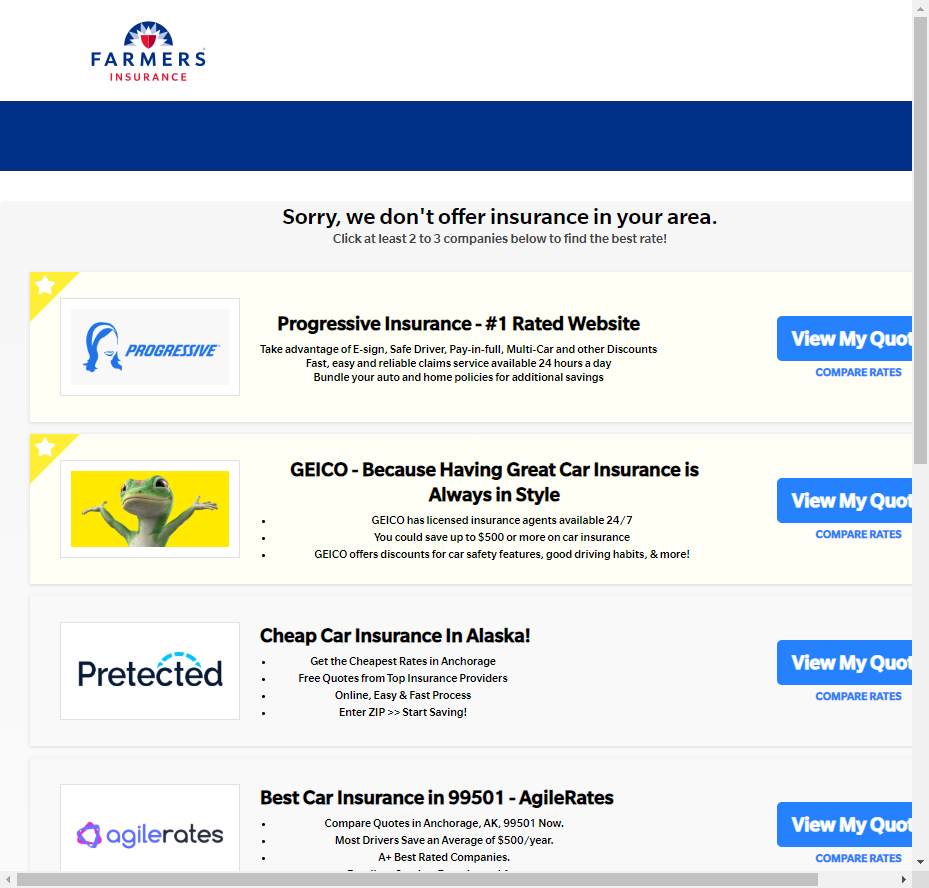 FARMERS
INSURANCE
Sorry, we don't offer insurance in your area.
Click at least 2 to 3 companies below to find the best rate!
PROGRESSIVE
Progressive Insurance - #1 Rated Website
Take advantage of E-sign, Safe Driver, Pay-in-full, Multi-Car and other Discounts
Fast, easy and reliable claims service available 24 hours a day
Bundle your auto and home policies for additional savings
View My Quot
COMPARE RATES
GEICO - Because Having Great Car Insurance is
Always in Style
• GEICO has licensed insurance agents available 24/7
• You could save up to $500 or more on car insurance
• GEICO offers discounts for car safety features, good driving habits, & more!
View My Quot
COMPARE RATES
Pretected
Cheap Car Insurance In Alaska!
• Get the Cheapest Rates in Anchorage
• Free Quotes from Top Insurance Providers
• Online, Easy & Fast Process
• Enter ZIP >> Start Saving!
View My Quot
COMPARE RATES
agilerates
Best Car Insurance in 99501 - AgileRates
• Compare Quotes in Anchorage, AK, 99501 Now.
• Most Drivers Save an Average of $500/year.
• A+ Best Rated Companies.
View My Quot
COMPARE RATES